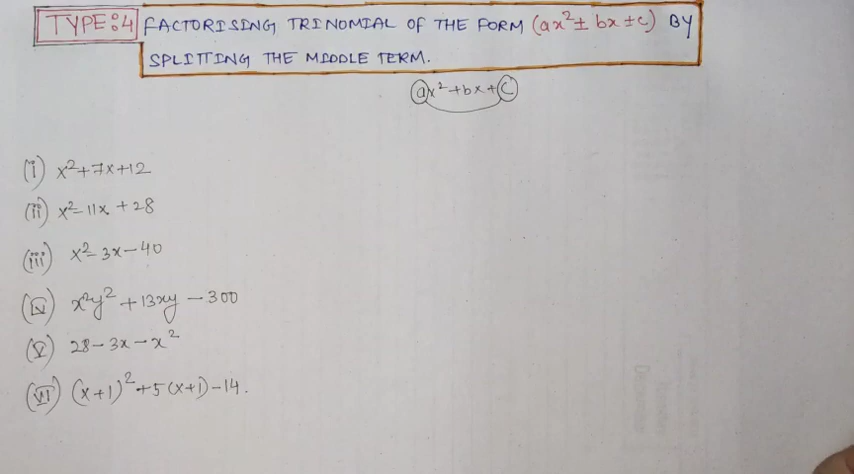 TYPE:4 FACTORISING TRINOMIAL OF THE FORM (ax²± bx ± c) BY
SPLITTING THE MIDDLE TERM.
ax²+bx+c
(i) x²+7x+12
(ii) x²-11x+28
(iii) x²-3x-40
(iv) x²y²+13xy-300
(v) 28-3x-x²
(vi) (x+1)²+5(x+1)-14.